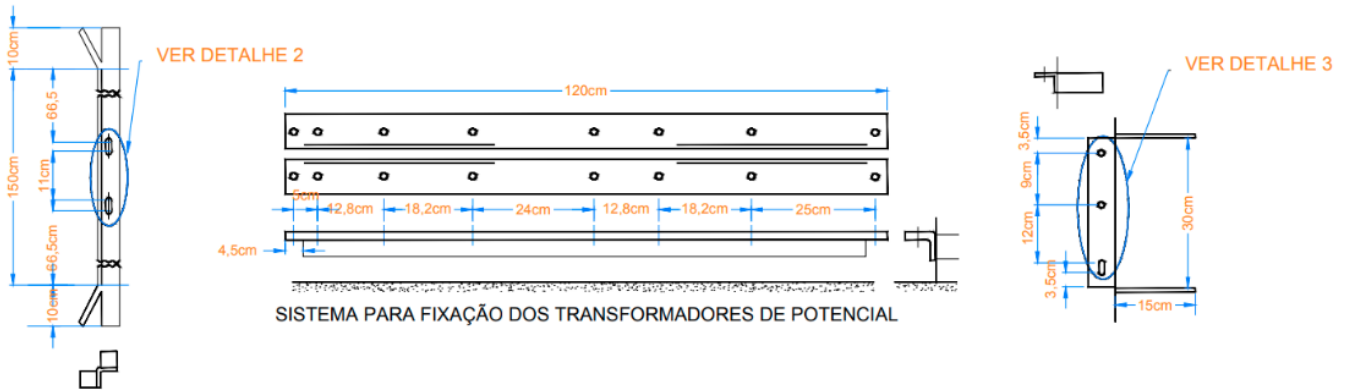 10cm
66,5
150cm
11cm
66,5cm
10cm
VER DETALHE 2
120cm
5cm
12,8cm
18,2cm
24cm
12,8cm
18,2cm
25cm
4,5cm
SISTEMA PARA FIXAÇÃO DOS TRANSFORMADORES DE POTENCIAL
VER DETALHE 3
3,5cm
9cm
12cm
3,5cm
30cm
15cm